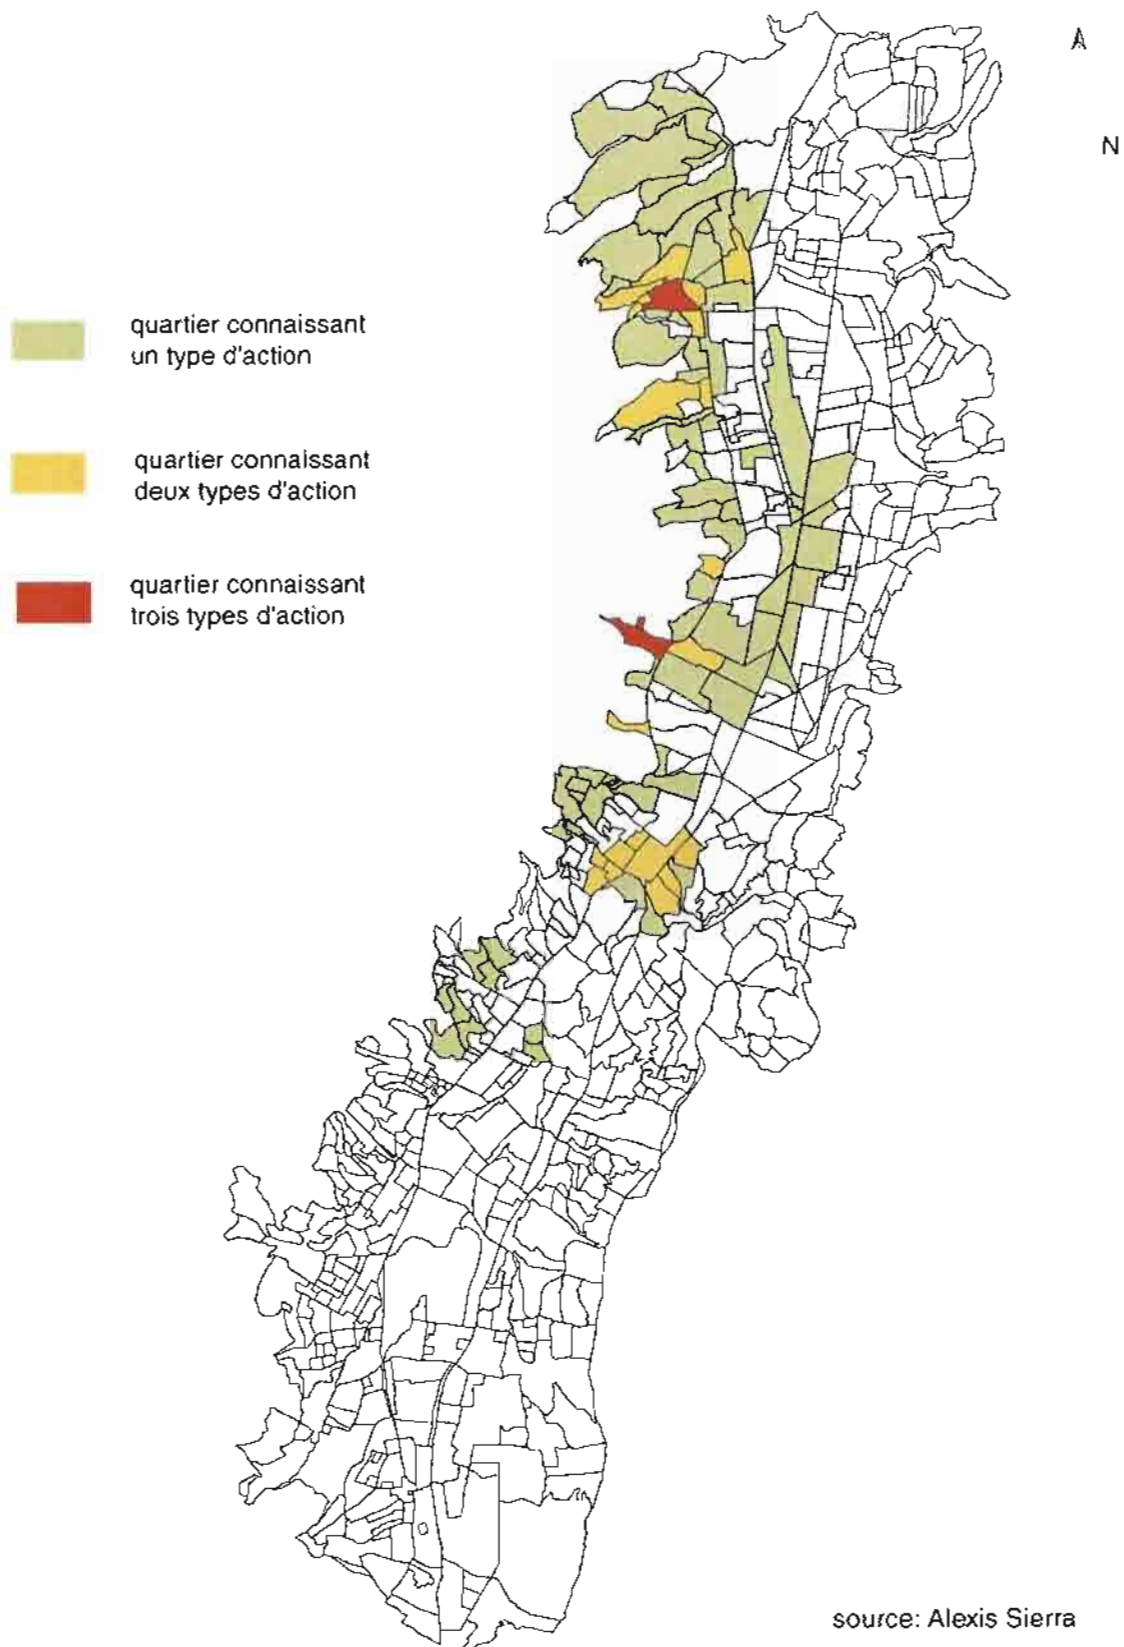 N
quartier connaissant
un type d'action
quartier connaissant
deux types d'action
quartier connaissant
trois types d'action
source: Alexis Sierra